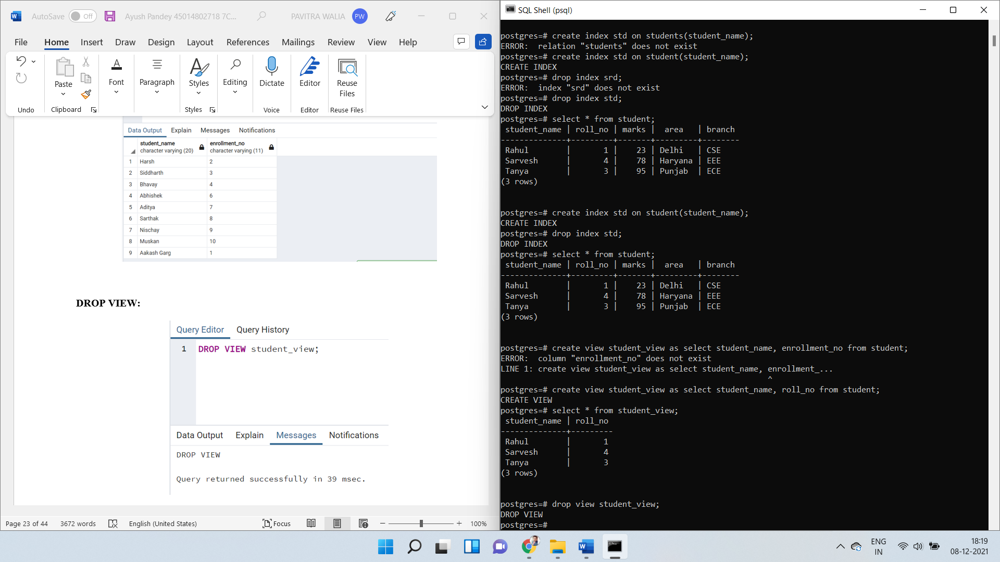 AutoSave Off Ayush Pandey 45014802718 7C... PAVITRA WALIA PW
File Home Insert Draw Design Layout References Mailings Review View Help
Paste Font Paragraph Styles Editing Dictate Editor Reuse Files
Undo Clipboard Styles Voice Editor Reuse Files
Data Output Explain Messages Notifications
student_name enrollment_no
character varying (20) character varying (11)
1 Harsh 2
2 Siddharth 3
3 Bhavay 4
4 Abhishek 6
5 Aditya 7
6 Sarthak 8
7 Nischay 9
8 Muskan 10
9 Aakash Garg 1
DROP VIEW:
Query Editor Query History
1 DROP VIEW student_view;
Data Output Explain Messages Notifications
DROP VIEW
Query returned successfully in 39 msec.
Page 23 of 44 3672 words English (United States) Focus 100%
SQL Shell (psql)
postgres=# create index std on students(student_name);
ERROR:  relation "students" does not exist
postgres=# create index std on student(student_name);
CREATE INDEX
postgres=# drop index srd;
ERROR:  index "srd" does not exist
postgres=# drop index std;
DROP INDEX
postgres=# select * from student;
 student_name | roll_no | marks |  area   | branch
--------------+---------+-------+---------+--------
 Rahul        |       1 |    23 | Delhi   | CSE
 Sarvesh      |       4 |    78 | Haryana | EEE
 Tanya        |       3 |    95 | Punjab  | ECE
(3 rows)
postgres=# create index std on student(student_name);
CREATE INDEX
postgres=# drop index std;
DROP INDEX
postgres=# select * from student;
 student_name | roll_no | marks |  area   | branch
--------------+---------+-------+---------+--------
 Rahul        |       1 |    23 | Delhi   | CSE
 Sarvesh      |       4 |    78 | Haryana | EEE
 Tanya        |       3 |    95 | Punjab  | ECE
(3 rows)
postgres=# create view student_view as select student_name, enrollment_no from student;
ERROR:  column "enrollment_no" does not exist
LINE 1: create view student_view as select student_name, enrollment_...
                                                         ^
postgres=# create view student_view as select student_name, roll_no from student;
CREATE VIEW
postgres=# select * from student_view;
 student_name | roll_no
--------------+---------
 Rahul        |       1
 Sarvesh      |       4
 Tanya        |       3
(3 rows)
postgres=# drop view student_view;
DROP VIEW
postgres=#
ENG
IN
18:19
08-12-2021